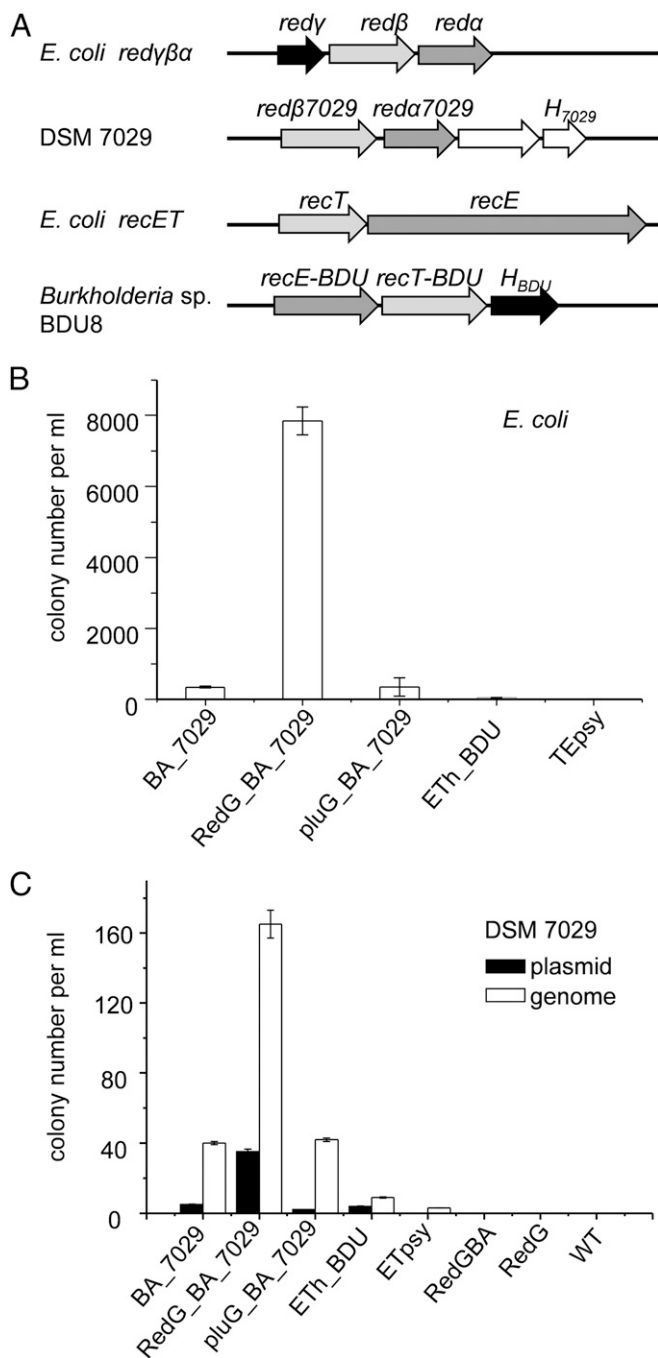 A
redγ redβ redα
E. coli redγβα
redβ7029 redα7029 H7029
DSM 7029
recT recE
E. coli recET
recE-BDU recT-BDU HBDU
Burkholderia sp.
BDU8
B
colony number per ml
8000
6000
4000
2000
0
E. coli
BA_7029
RedG_BA_7029
pluG_BA_7029
ETh_BDU
TEpsy
C
colony number per ml
160
120
80
40
0
DSM 7029
plasmid
genome
BA_7029
RedG_BA_7029
pluG_BA_7029
ETh_BDU
ETpsy
RedGBA
RedG
WT